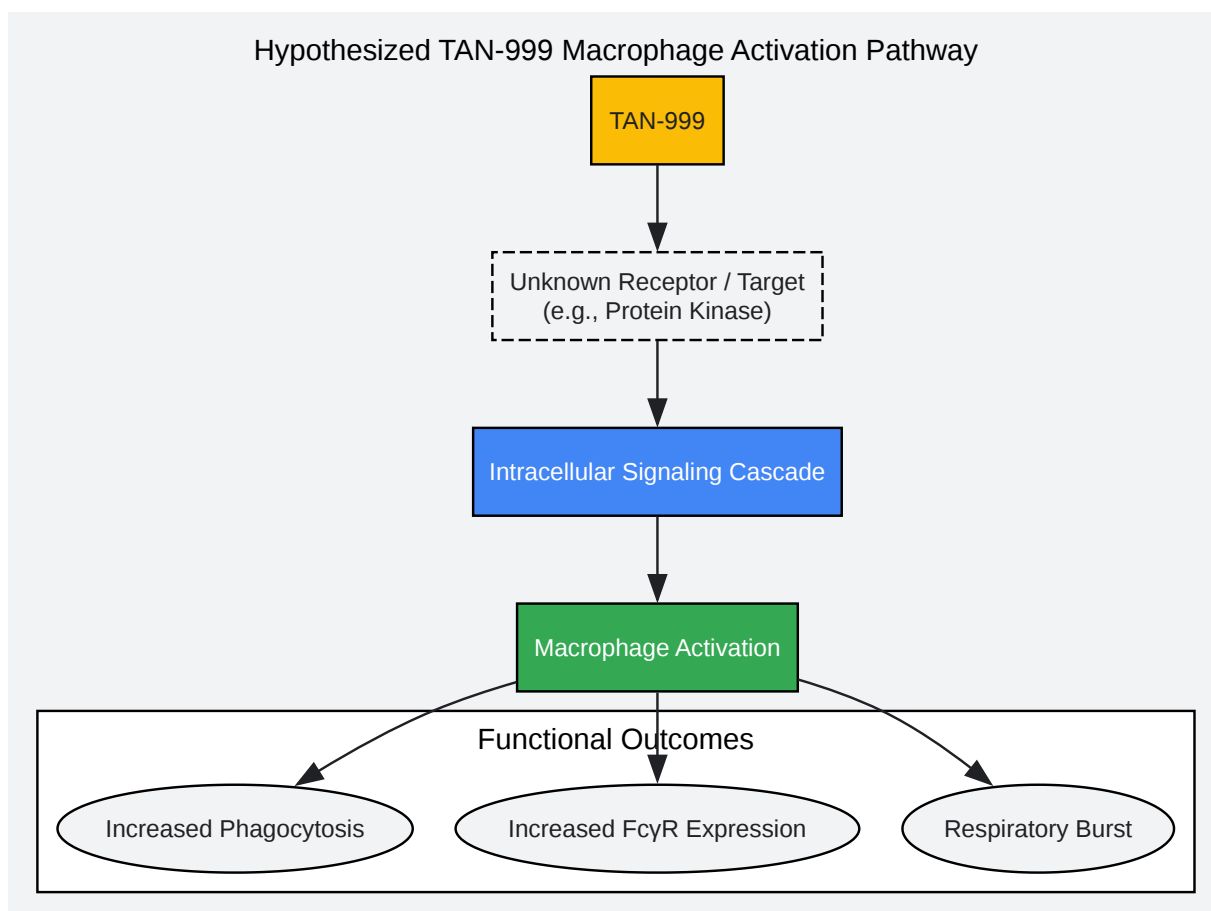 Hypothesized TAN-999 Macrophage Activation Pathway
TAN-999
Unknown Receptor / Target
(e.g., Protein Kinase)
Intracellular Signaling Cascade
Macrophage Activation
Functional Outcomes
Increased Phagocytosis
Increased FcγR Expression
Respiratory Burst